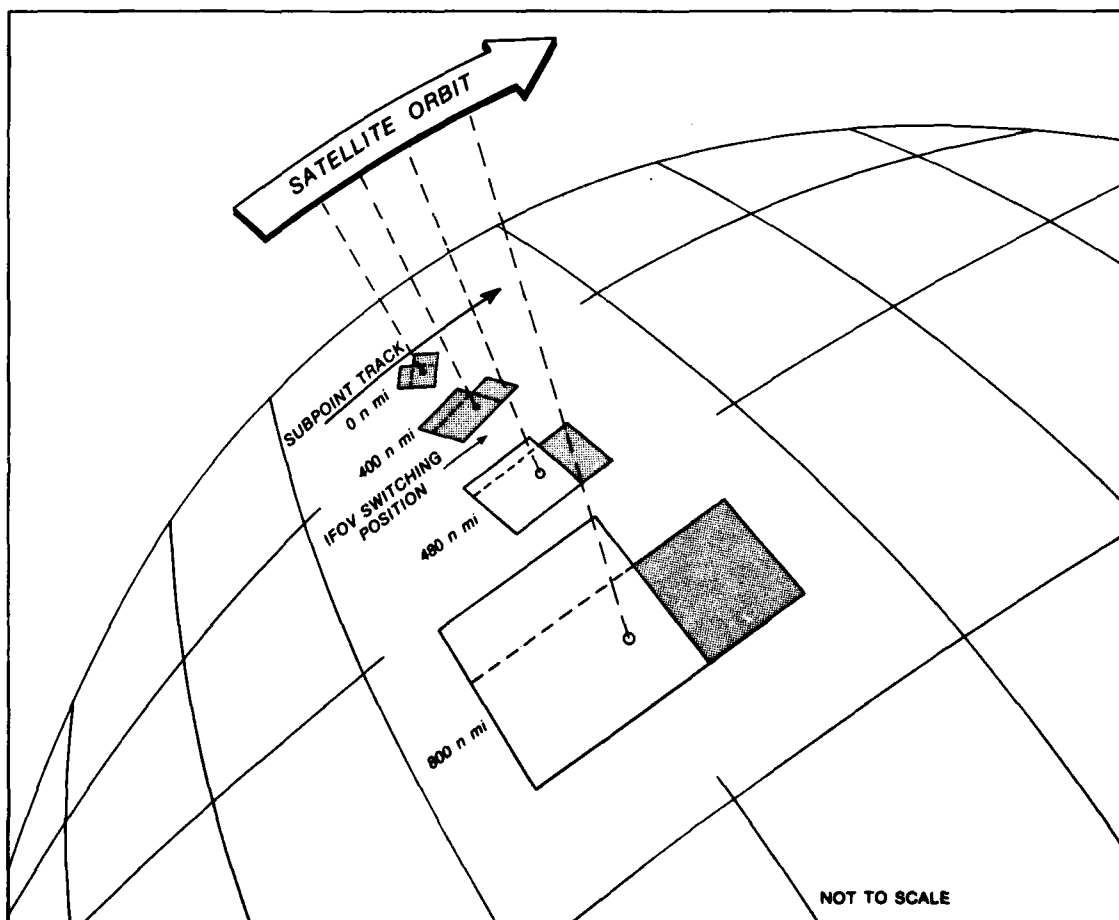 SATELLITE ORBIT
SUBPOINT TRACK
0 n mi
400 n mi
IFOV SWITCHING
POSITION
480 n mi
800 n mi
NOT TO SCALE